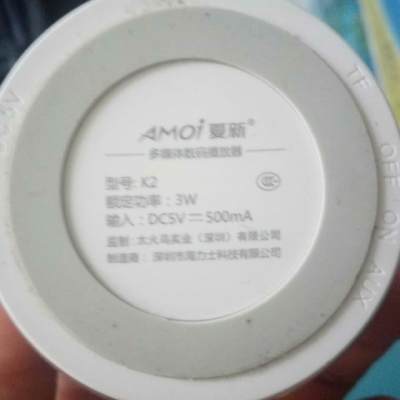 AMOi 夏新®
多媒体数码播放器
型号: K2
额定功率: 3W
输入: DC5V 500mA
监制: 太火鸟实业(深圳)有限公司
制造商: 深圳市海力士科技有限公司
CCC
TF
OFF ON AUX
5V